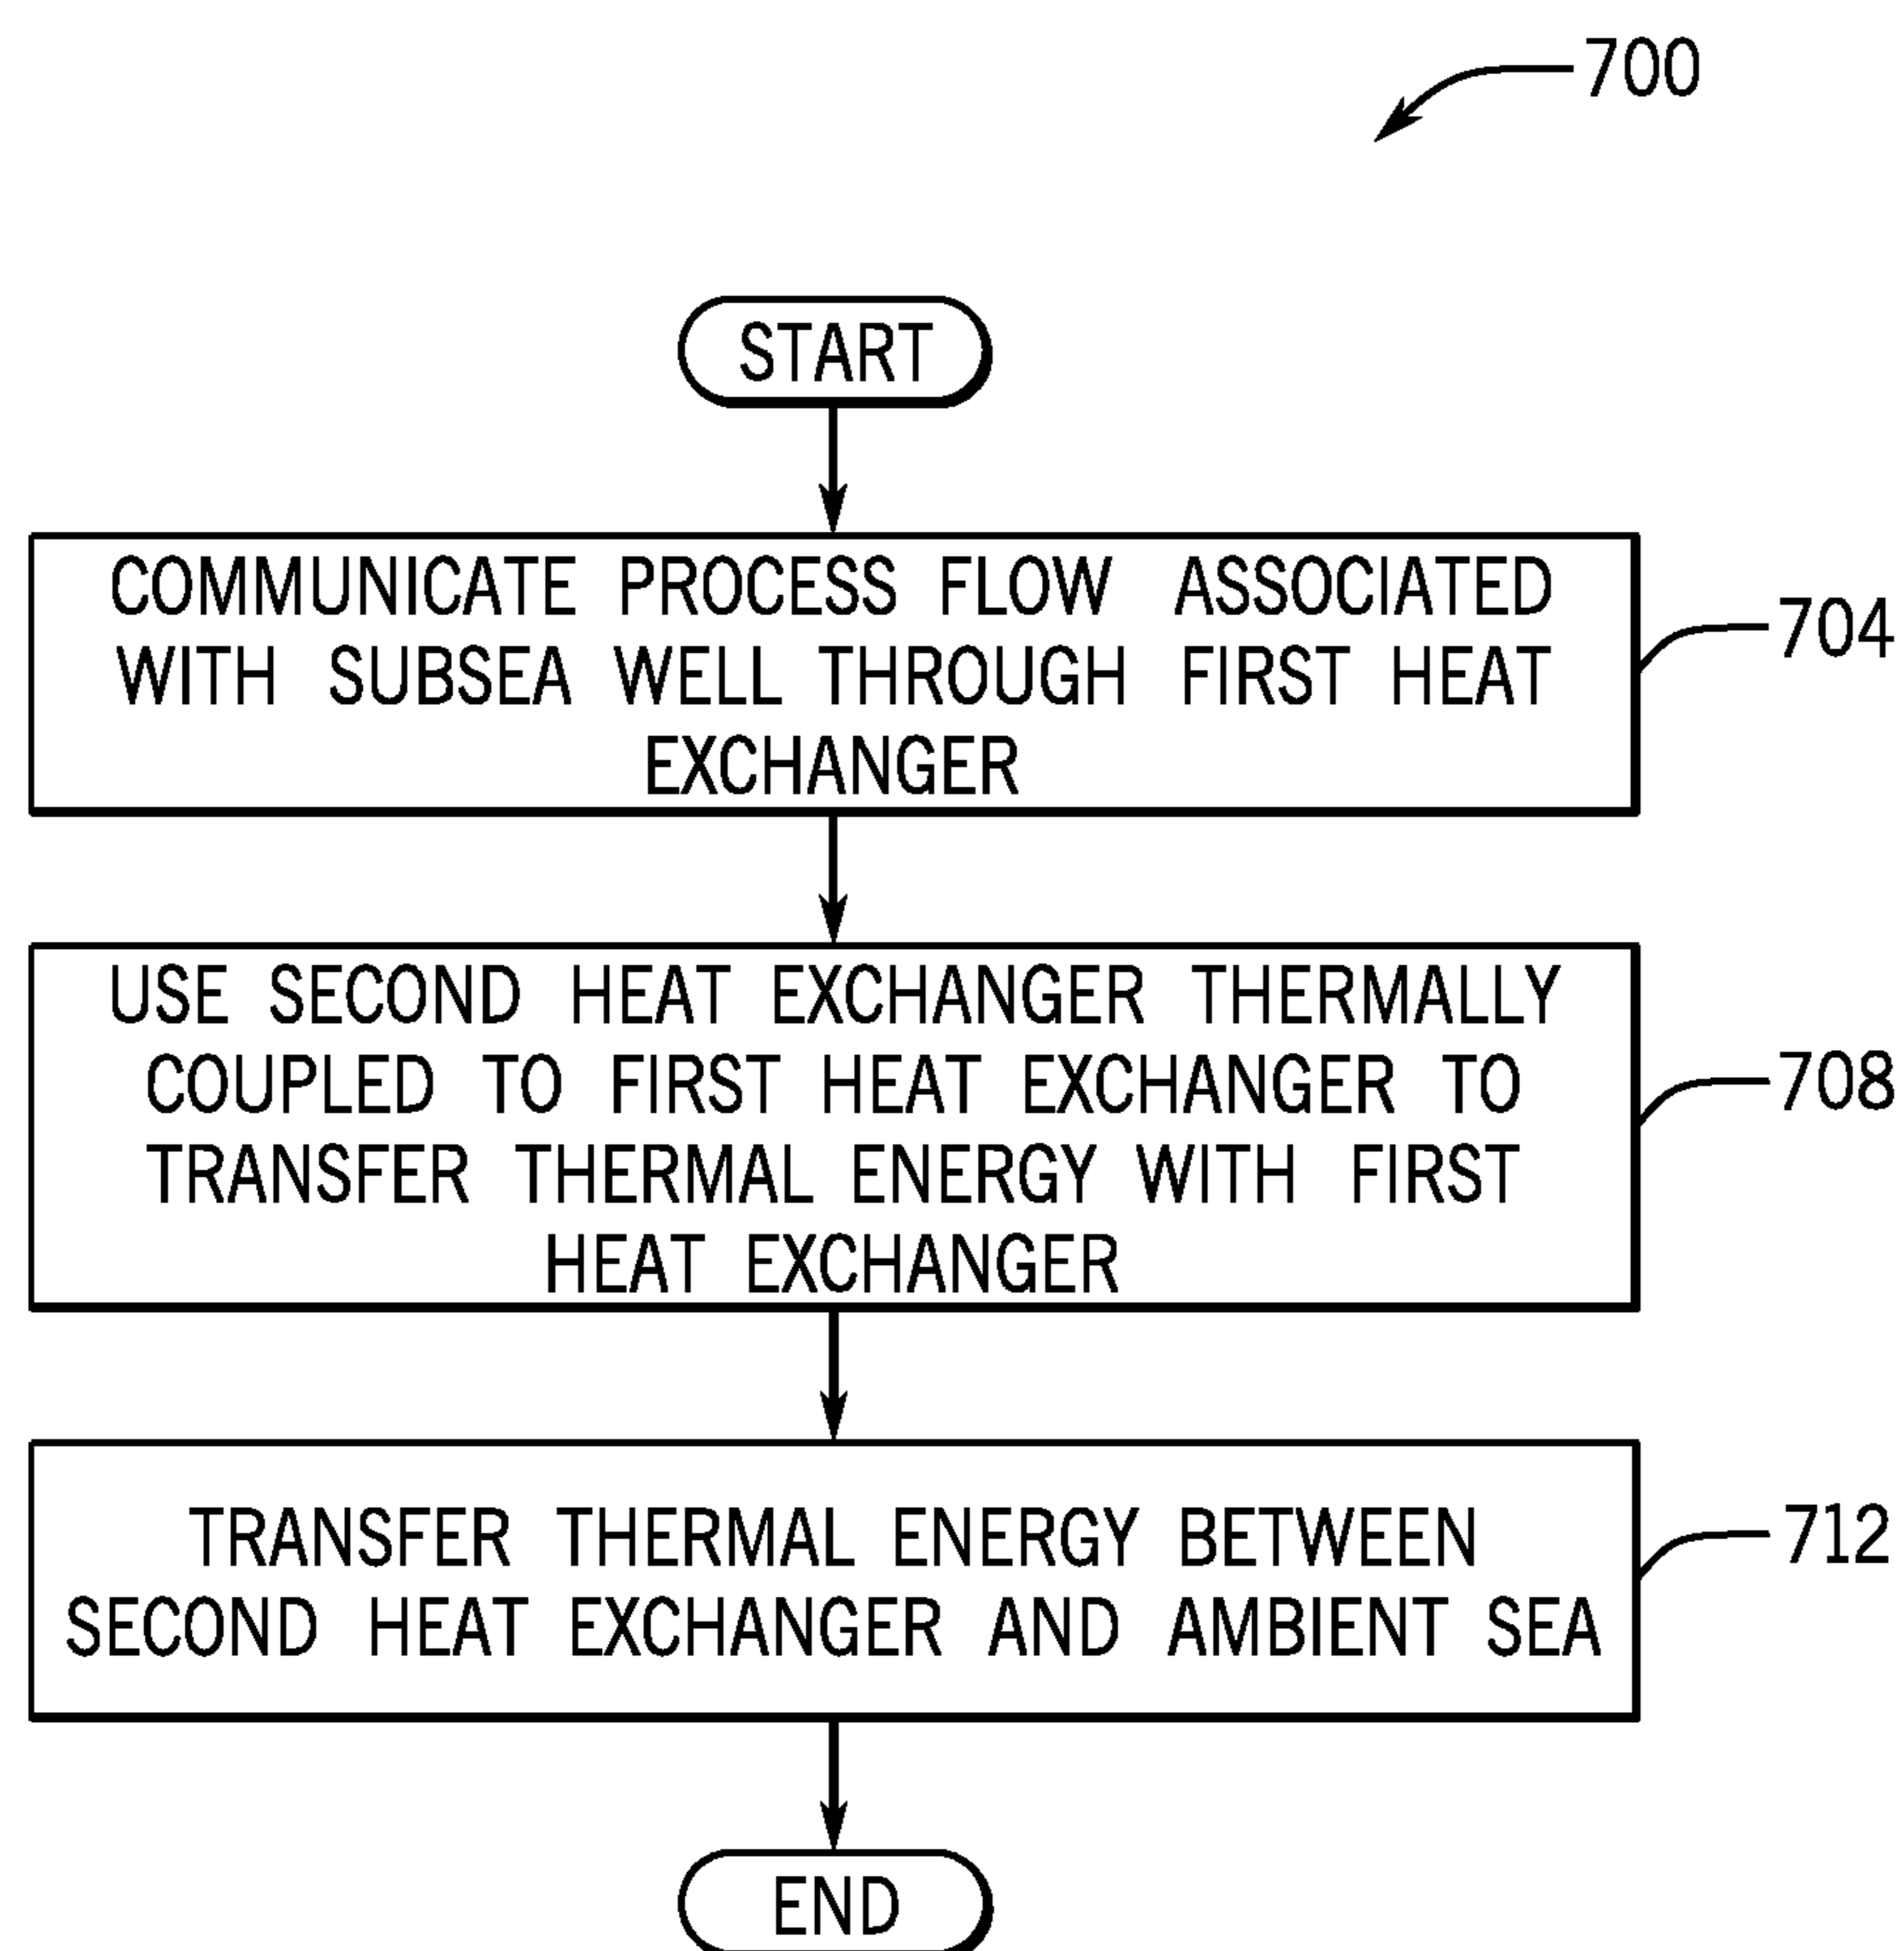 700
START
COMMUNICATE PROCESS FLOW ASSOCIATED
WITH SUBSEA WELL THROUGH FIRST HEAT
EXCHANGER
704
USE SECOND HEAT EXCHANGER THERMALLY
COUPLED TO FIRST HEAT EXCHANGER TO
TRANSFER THERMAL ENERGY WITH FIRST
HEAT EXCHANGER
708
TRANSFER THERMAL ENERGY BETWEEN
SECOND HEAT EXCHANGER AND AMBIENT SEA
712
END